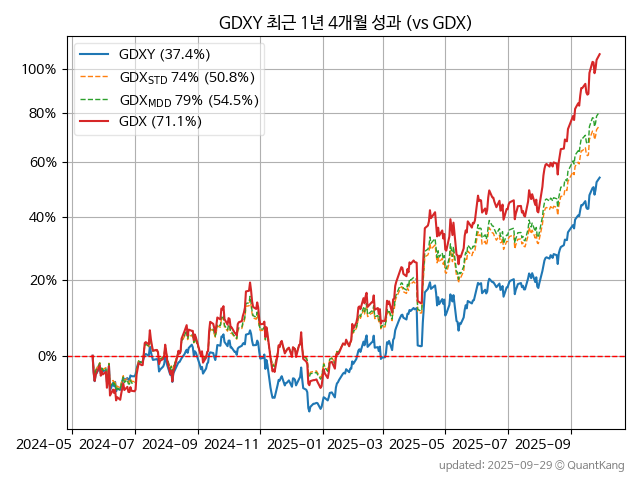 GDXY 최근 1년 4개월 성과 (vs GDX)
GDXY (37.4%)
GDX_STD 74% (50.8%)
GDX_MDD 79% (54.5%)
GDX (71.1%)
100%
80%
60%
40%
20%
0%
2024-05 2024-07 2024-09 2024-11 2025-01 2025-03 2025-05 2025-07 2025-09
updated: 2025-09-29 © QuantKang